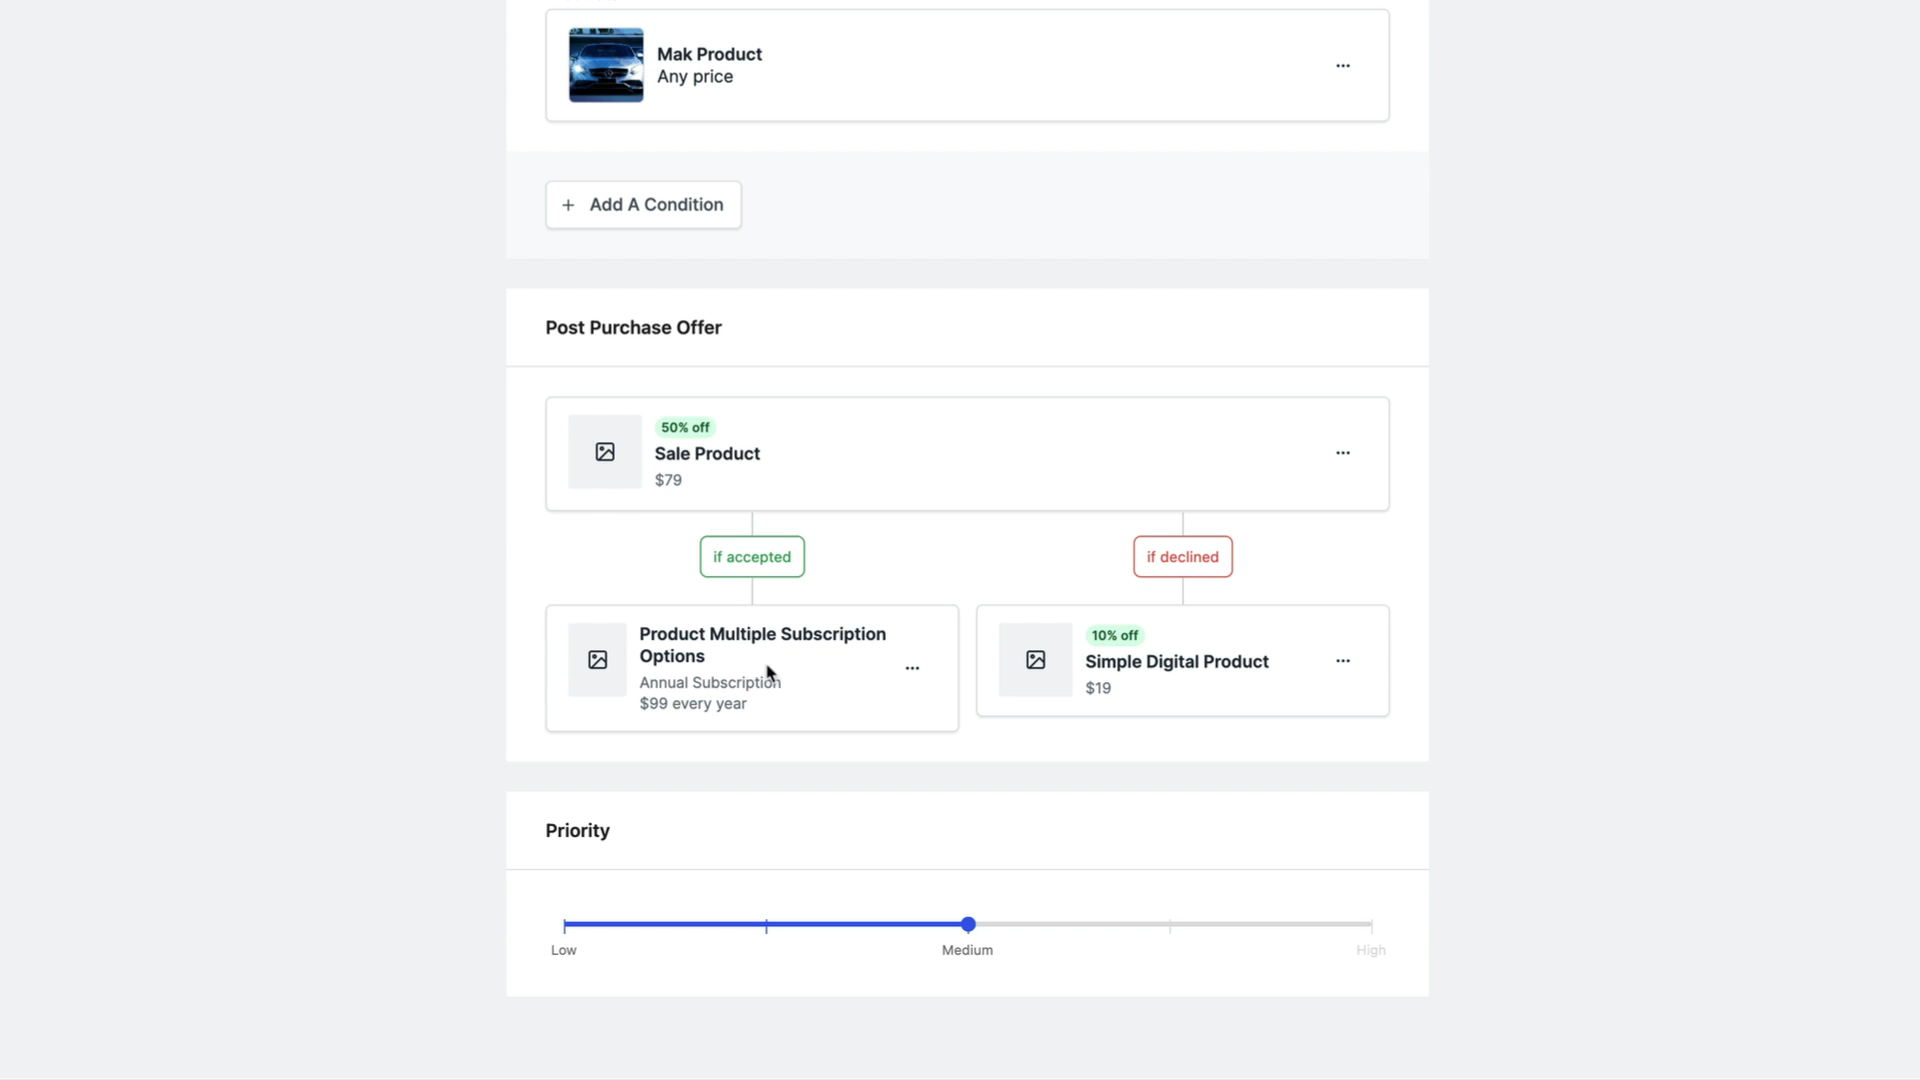 Mak Product
Any price
+ Add A Condition
Post Purchase Offer
50% off
Sale Product
$79
if accepted
if declined
Product Multiple Subscription
Options
Annual Subscription
$99 every year
10% off
Simple Digital Product
$19
Priority
Low
Medium
High